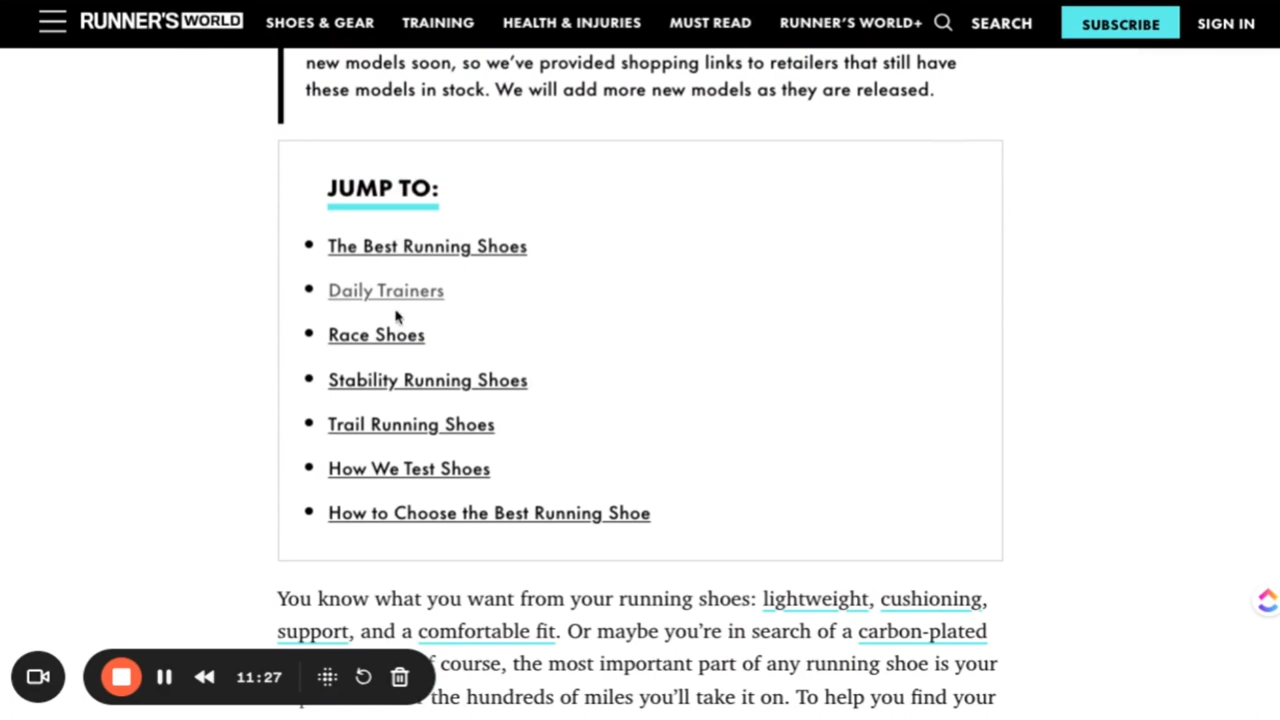 RUNNER'S WORLD SHOES & GEAR TRAINING HEALTH & INJURIES MUST READ RUNNER'S WORLD+ SEARCH SUBSCRIBE SIGN IN
new models soon, so we've provided shopping links to retailers that still have
these models in stock. We will add more new models as they are released.
JUMP TO:
The Best Running Shoes
Daily Trainers
Race Shoes
Stability Running Shoes
Trail Running Shoes
How We Test Shoes
How to Choose the Best Running Shoe
You know what you want from your running shoes: lightweight, cushioning,
support, and a comfortable fit. Or maybe you're in search of a carbon-plated
course, the most important part of any running shoe is your
the hundreds of miles you'll take it on. To help you find your
11:27